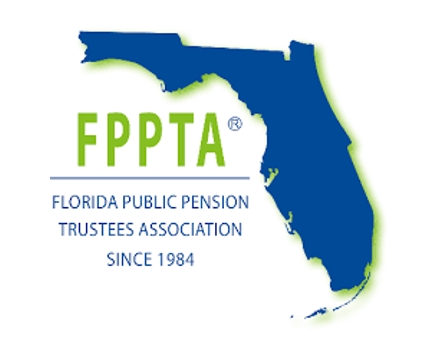 FPPTA®
FLORIDA PUBLIC PENSION
TRUSTEES ASSOCIATION
SINCE 1984